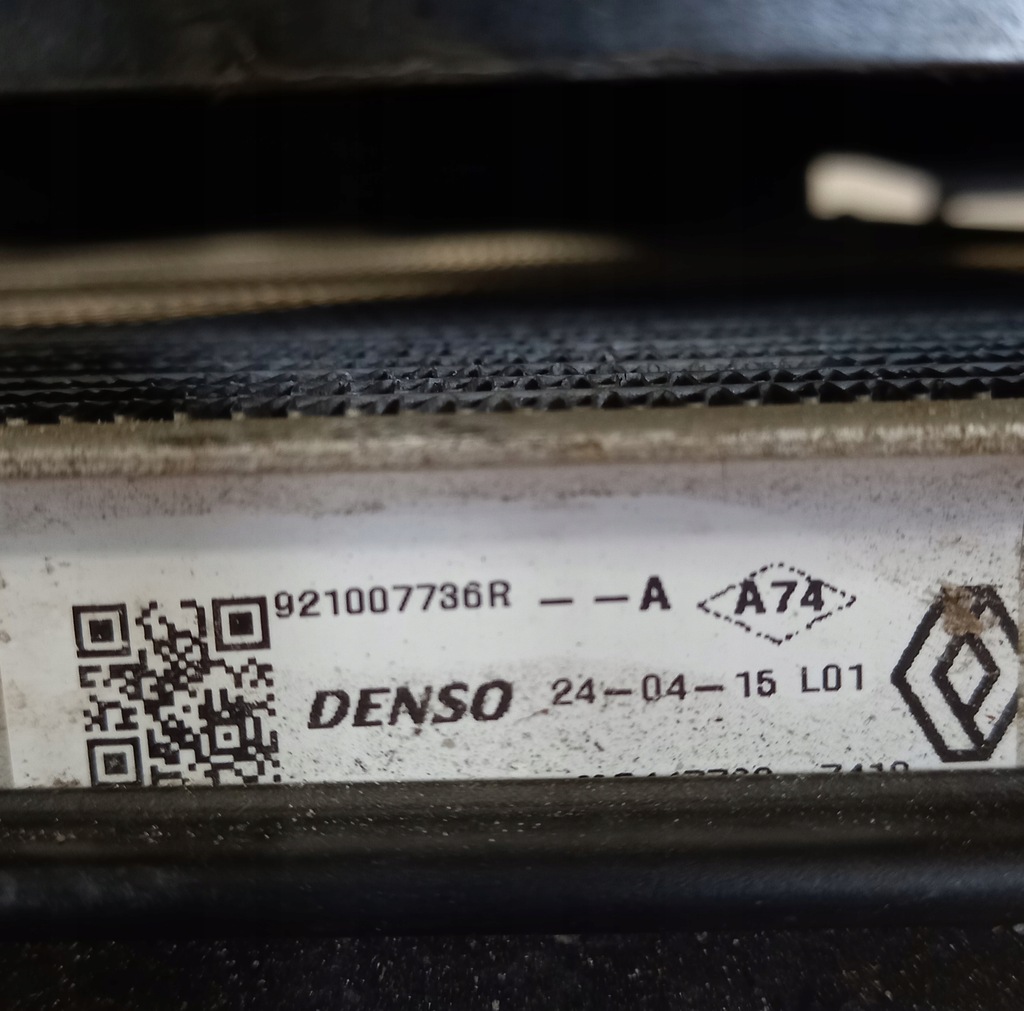 921007736R – – A A74
DENSO 24-04-15 L01